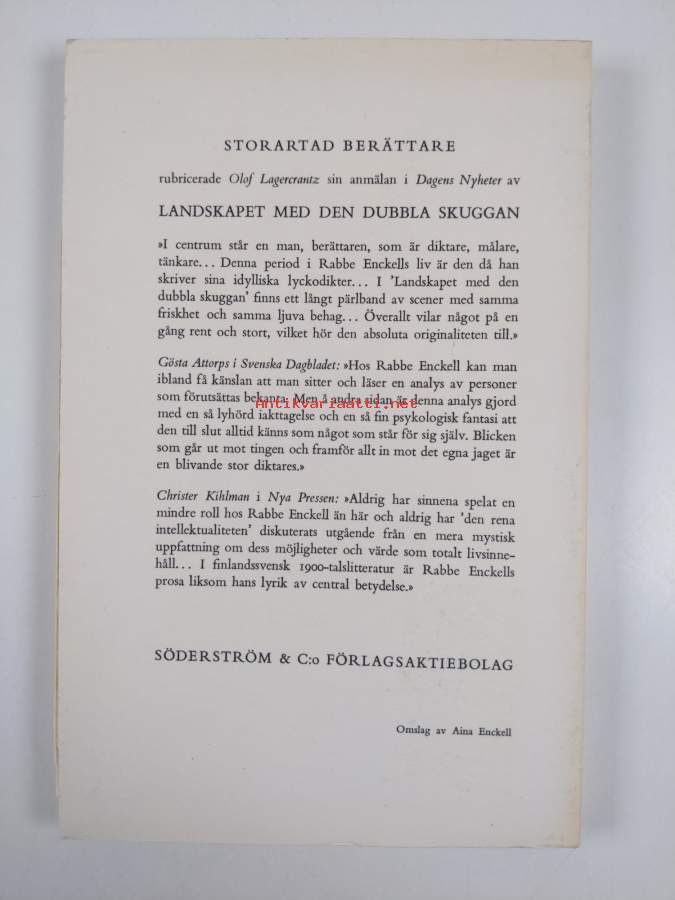 STORARTAD BERÄTTARE
rubricerade Olof Lagercrantz sin anmälan i Dagens Nyheter av
LANDSKAPET MED DEN DUBBLA SKUGGAN
»I centrum står en man, berättaren, som är diktare, målare,
tänkare... Denna period i Rabbe Enckells liv är den då han
skriver sina idylliska lyckodikter... I 'Landskapet med den
dubbla skuggan' finns ett långt pärlband av scener med samma
friskhet och samma ljuva behag... Överallt vilar något på en
gång rent och stort, vilket hör den absoluta originaliteten till.»
Gösta Attorps i Svenska Dagbladet: »Hos Rabbe Enckell kan man
ibland få känslan att man sitter och läser en analys av personer
som förutsättas bekanta. Men å andra sidan är denna analys gjord
Antikvariaatti.net
med en så lyhörd iakttagelse och en så fin psykologisk fantasi att
den till slut alltid känns som något som står för sig själv. Blicken
som går ut mot tingen och framför allt in mot det egna jaget är
en blivande stor diktares.»
Christer Kihlman i Nya Pressen: »Aldrig har sinnena spelat en
mindre roll hos Rabbe Enckell än här och aldrig har 'den rena
intellektualiteten' diskuterats utgående från en mera mystisk
uppfattning om dess möjligheter och värde som totalt livsinne-
håll... I finlandssvensk 1900-talslitteratur är Rabbe Enckells
prosa liksom hans lyrik av central betydelse.»
SÖDERSTRÖM & C:o FÖRLAGSAKTIEBOLAG
Omslag av Aina Enckell